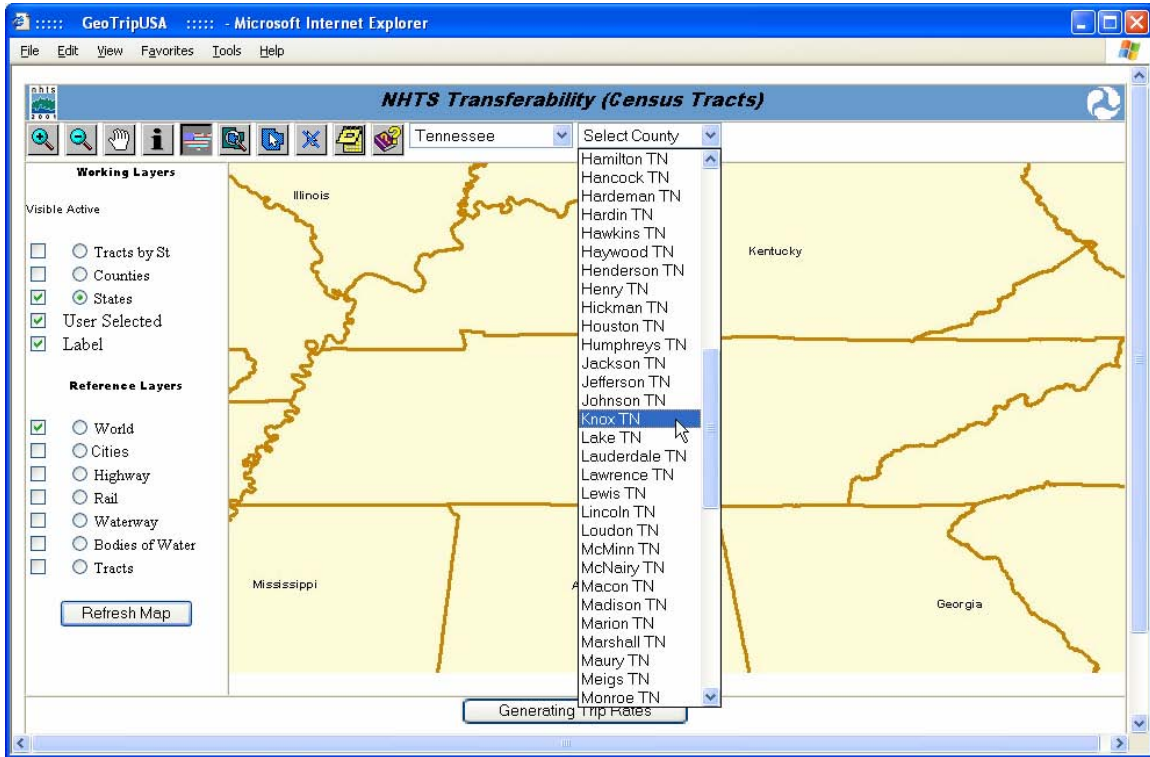 ::::: GeoTripUSA ::::: - Microsoft Internet Explorer
File Edit View Favorites Tools Help
nhts
2001
NHTS Transferability (Census Tracts)
Tennessee
Select County
Working Layers
Visible Active
Tracts by St
Counties
States
User Selected
Label
Reference Layers
World
Cities
Highway
Rail
Waterway
Bodies of Water
Tracts
Refresh Map
Illinois
Kentucky
Mississippi
A
Georgia
Hamilton TN
Hancock TN
Hardeman TN
Hardin TN
Hawkins TN
Haywood TN
Henderson TN
Henry TN
Hickman TN
Houston TN
Humphreys TN
Jackson TN
Jefferson TN
Johnson TN
Knox TN
Lake TN
Lauderdale TN
Lawrence TN
Lewis TN
Lincoln TN
Loudon TN
McMinn TN
McNairy TN
Macon TN
Madison TN
Marion TN
Marshall TN
Maury TN
Meigs TN
Monroe TN
Generating Trip Rates